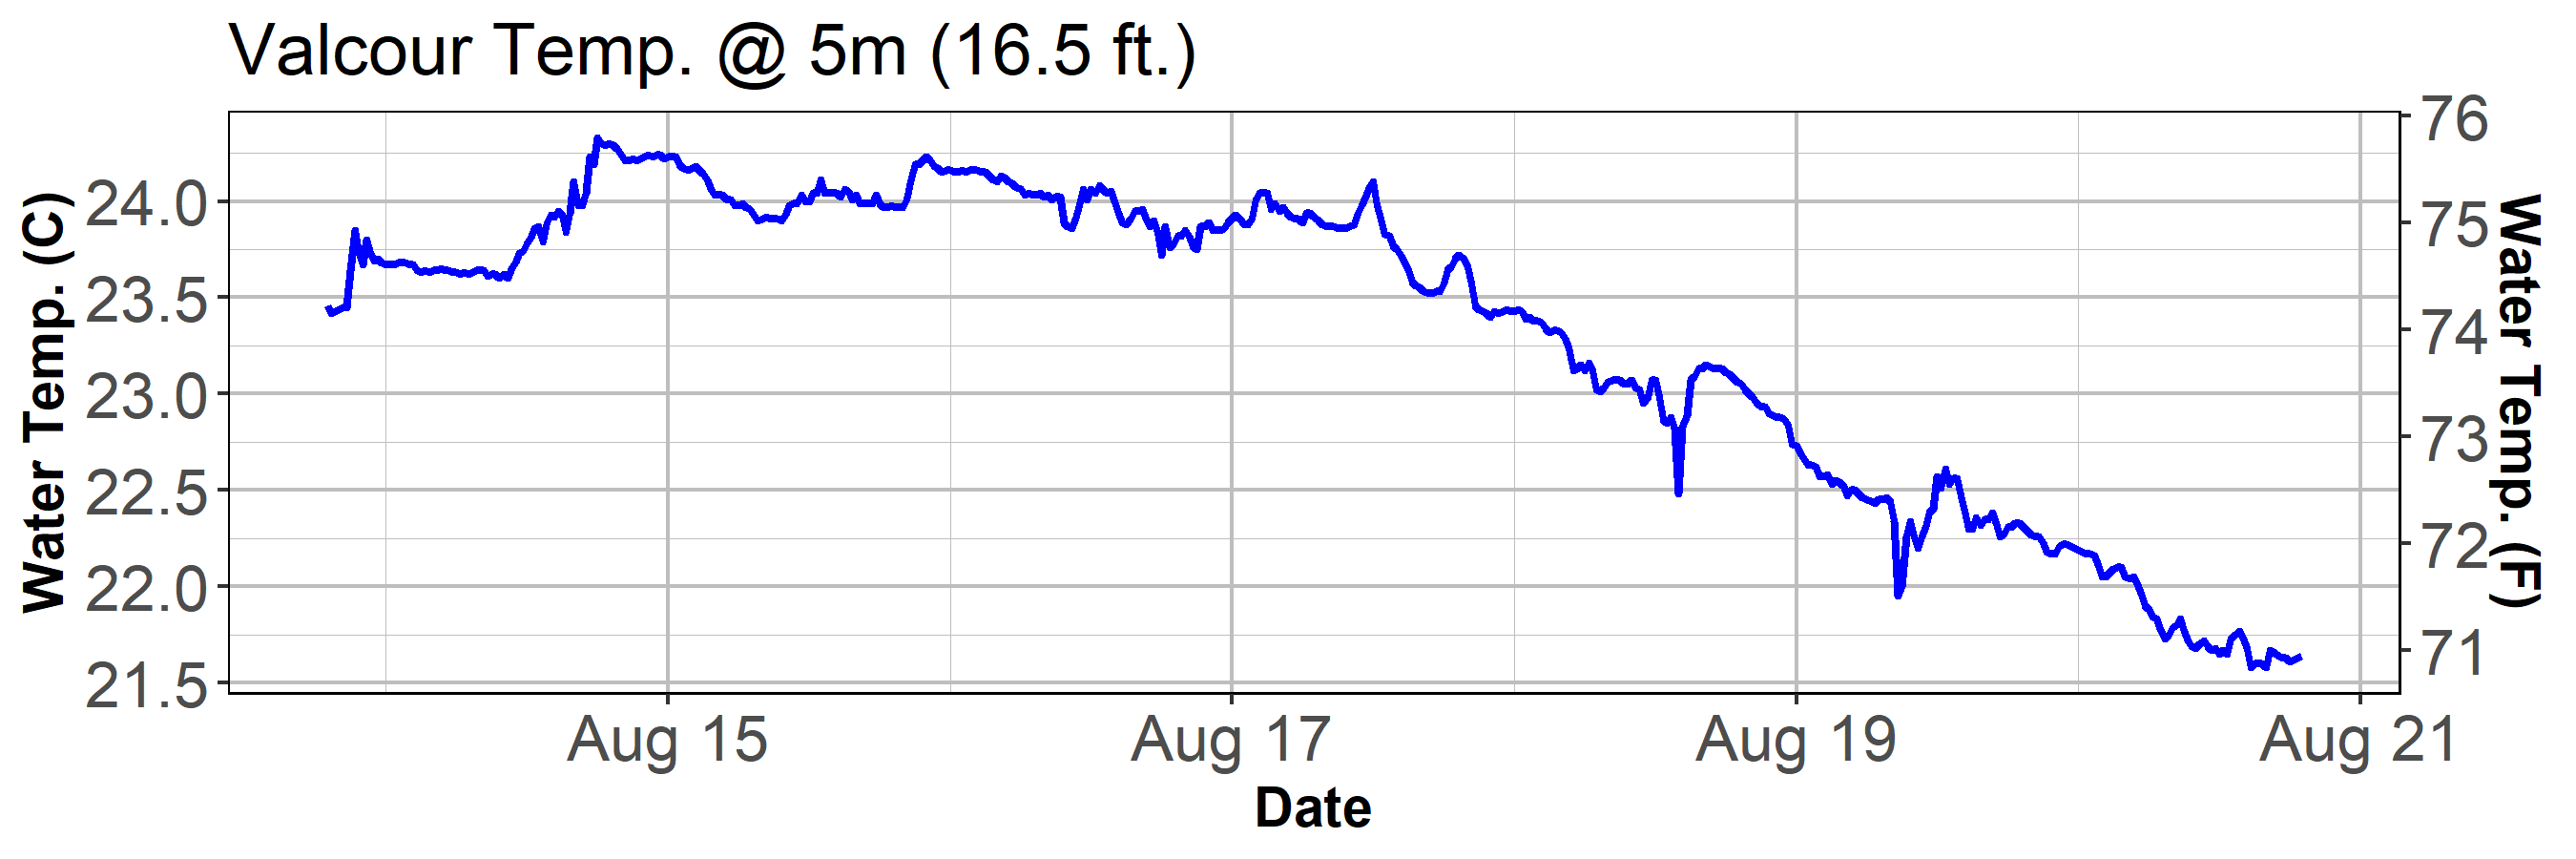 Valcour Temp. @ 5m (16.5 ft.)
Water Temp. (C)
24.0
23.5
23.0
22.5
22.0
21.5
76
75
74
73
72
71
Water Temp. (F)
Aug 15 Aug 17 Aug 19 Aug 21
Date